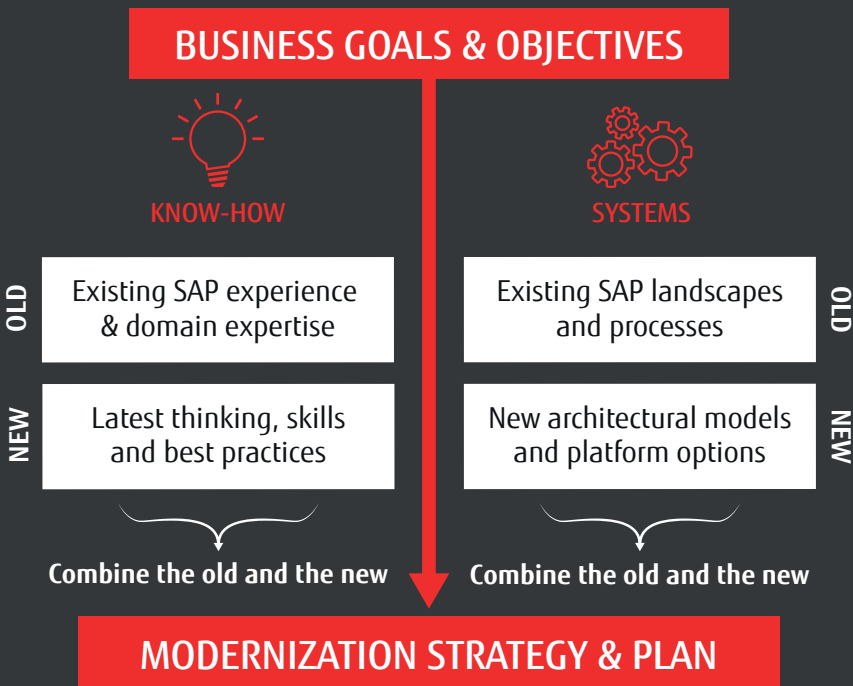 BUSINESS GOALS & OBJECTIVES
KNOW-HOW
OLD
Existing SAP experience
& domain expertise
NEW
Latest thinking, skills
and best practices
Combine the old and the new
SYSTEMS
Existing SAP landscapes
and processes
OLD
New architectural models
and platform options
NEW
Combine the old and the new
MODERNIZATION STRATEGY & PLAN